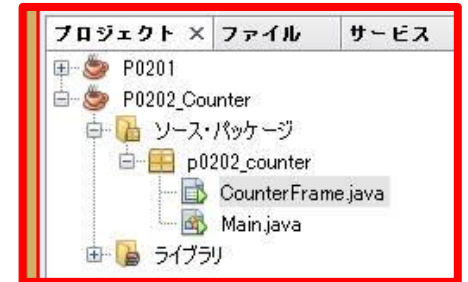 プロジェクト × ファイル サービス
P0201
P0202_Counter
ソース・パッケージ
p0202_counter
CounterFrame.java
Main.java
ライブラリ